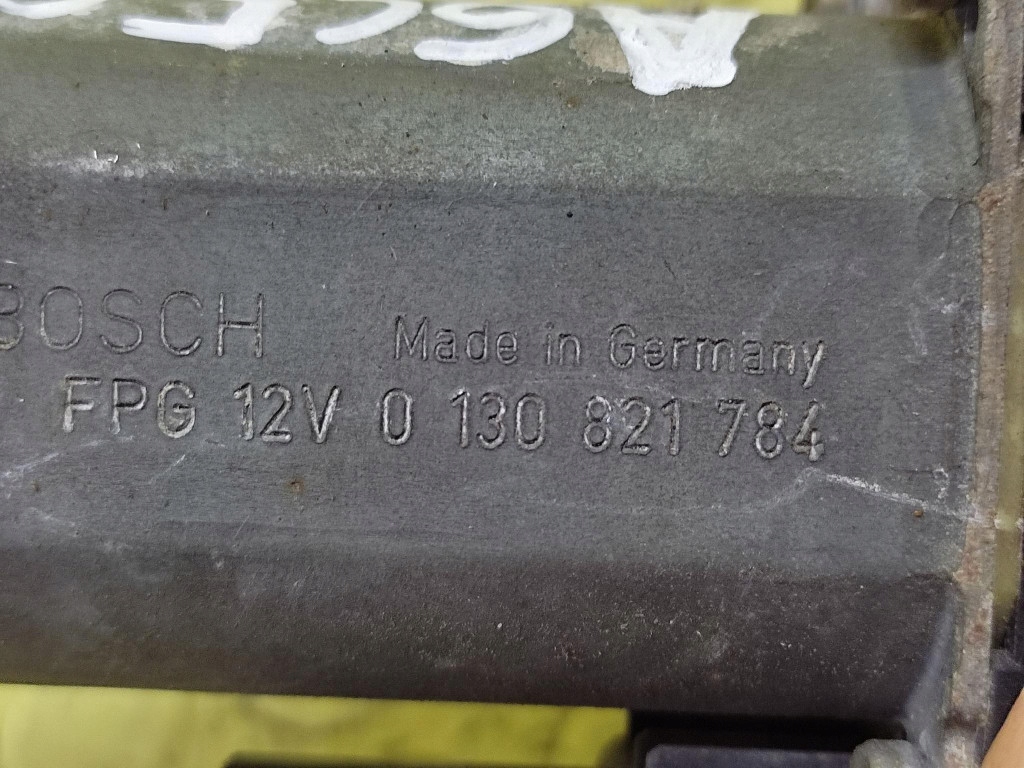 BOSCH
Made in Germany
FPG 12V 0 130 821 784